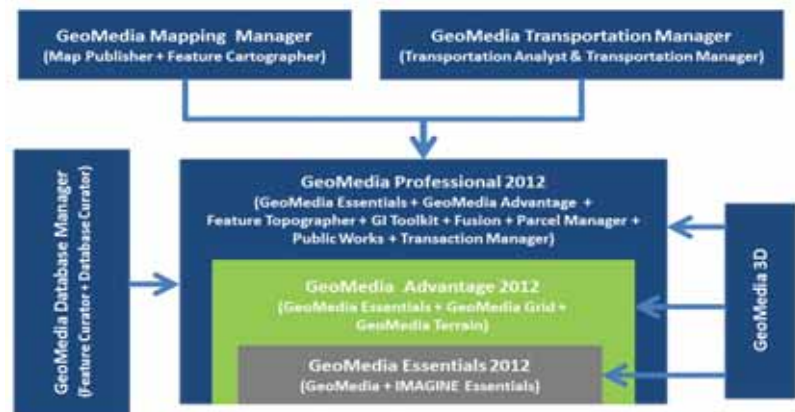 GeoMedia Mapping Manager
(Map Publisher + Feature Cartographer)
GeoMedia Transportation Manager
(Transportation Analyst & Transportation Manager)
GeoMedia Database Manager
(Feature Curator + Database Curator)
GeoMedia Professional 2012
(GeoMedia Essentials + GeoMedia Advantage +
Feature Topographer + GI Toolkit + Fusion + Parcel Manager +
Public Works + Transaction Manager)
GeoMedia Advantage 2012
(GeoMedia Essentials + GeoMedia Grid +
GeoMedia Terrain)
GeoMedia Essentials 2012
(GeoMedia + IMAGINE Essentials)
GeoMedia 3D